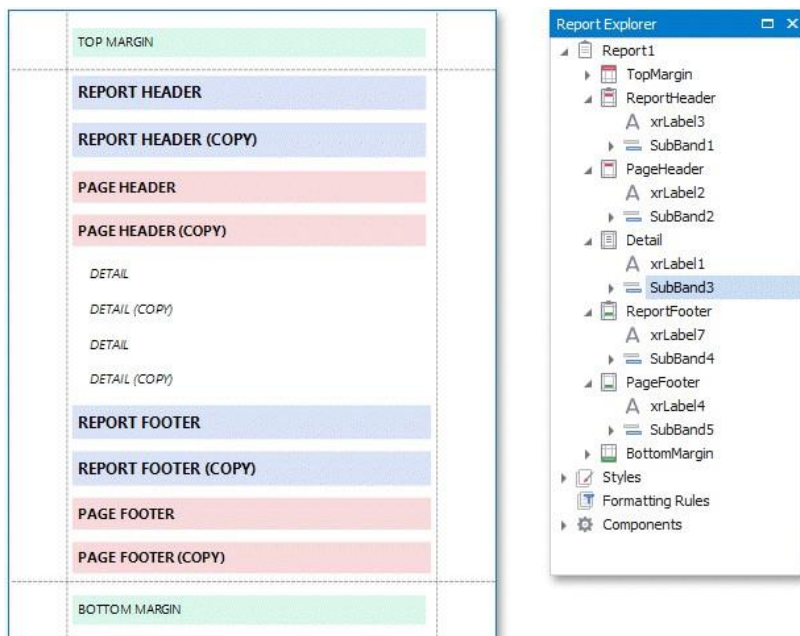 TOP MARGIN
REPORT HEADER
REPORT HEADER (COPY)
PAGE HEADER
PAGE HEADER (COPY)
DETAIL
DETAIL (COPY)
DETAIL
DETAIL (COPY)
REPORT FOOTER
REPORT FOOTER (COPY)
PAGE FOOTER
PAGE FOOTER (COPY)
BOTTOM MARGIN
Report Explorer
Report1
TopMargin
ReportHeader
xrLabel3
SubBand1
PageHeader
xrLabel2
SubBand2
Detail
xrLabel1
SubBand3
ReportFooter
xrLabel7
SubBand4
PageFooter
xrLabel4
SubBand5
BottomMargin
Styles
Formatting Rules
Components